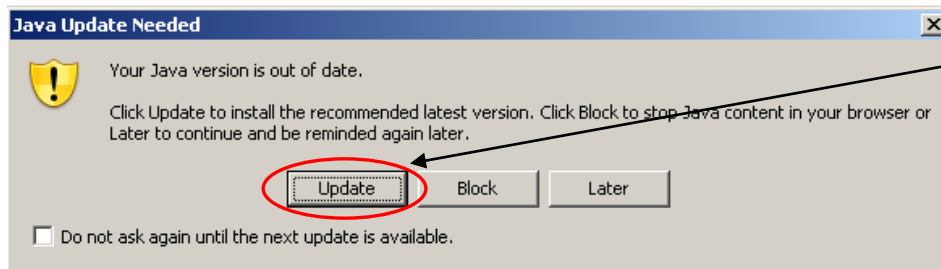 Java Update Needed
Your Java version is out of date.
Click Update to install the recommended latest version. Click Block to stop Java content in your browser or
Later to continue and be reminded again later.
Update Block Later
Do not ask again until the next update is available.